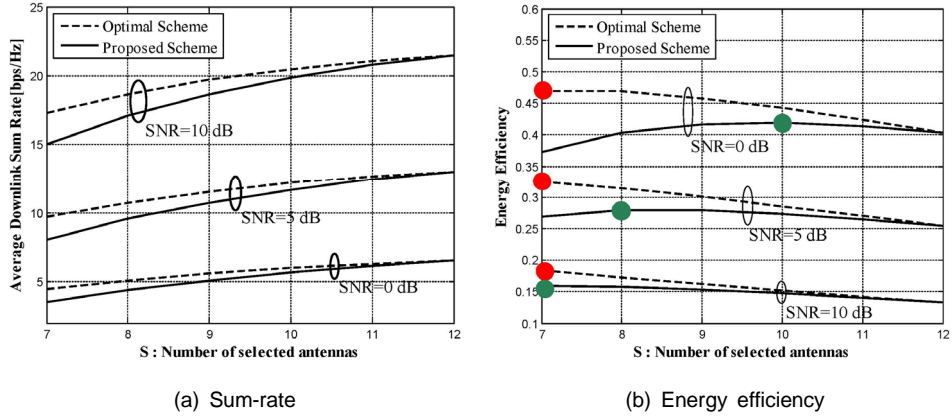 Optimal Scheme
Proposed Scheme
25
20
15
10
5
Average Downlink Sum Rate[bps/Hz]
SNR=10 dB
SNR=5 dB
SNR=0 dB
7 8 9 10 11 12
S : Number of selected antennas
(a) Sum-rate
Optimal Scheme
Proposed Scheme
0.6
0.55
0.5
0.45
0.4
0.35
0.3
0.25
0.2
0.15
0.1
Energy Efficiency
SNR=0 dB
SNR=5 dB
SNR=10 dB
7 8 9 10 11 12
S : Number of selected antennas
(b) Energy efficiency